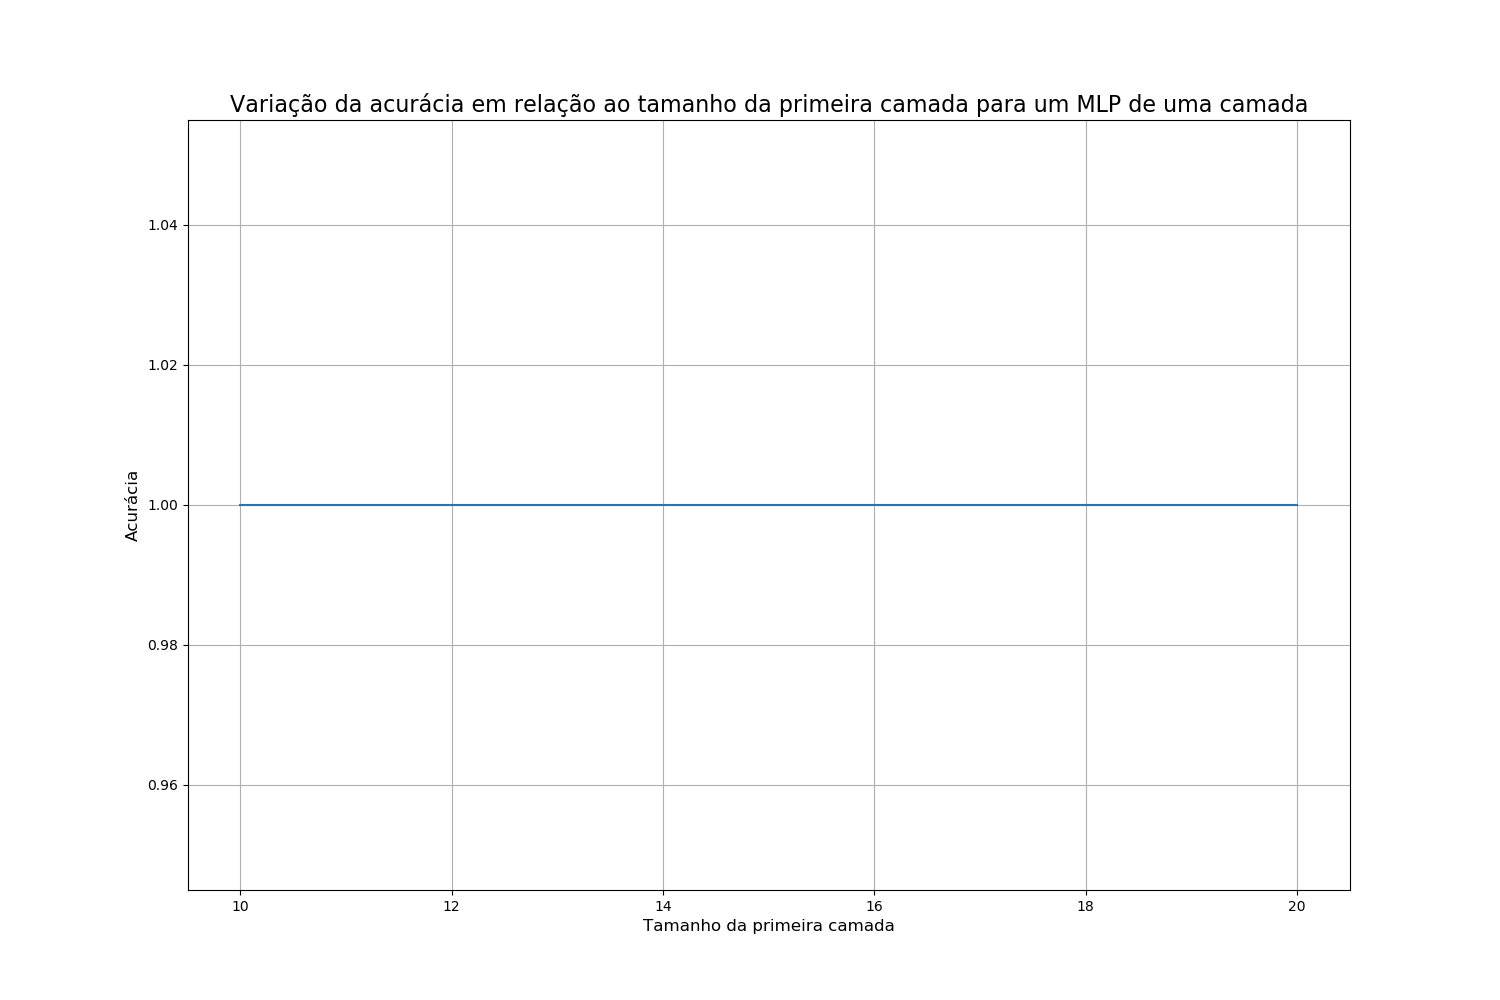 Variação da acurácia em relação ao tamanho da primeira camada para um MLP de uma camada
1.04
1.02
1.00
0.98
0.96
Acurácia
10 12 14 16 18 20
Tamanho da primeira camada